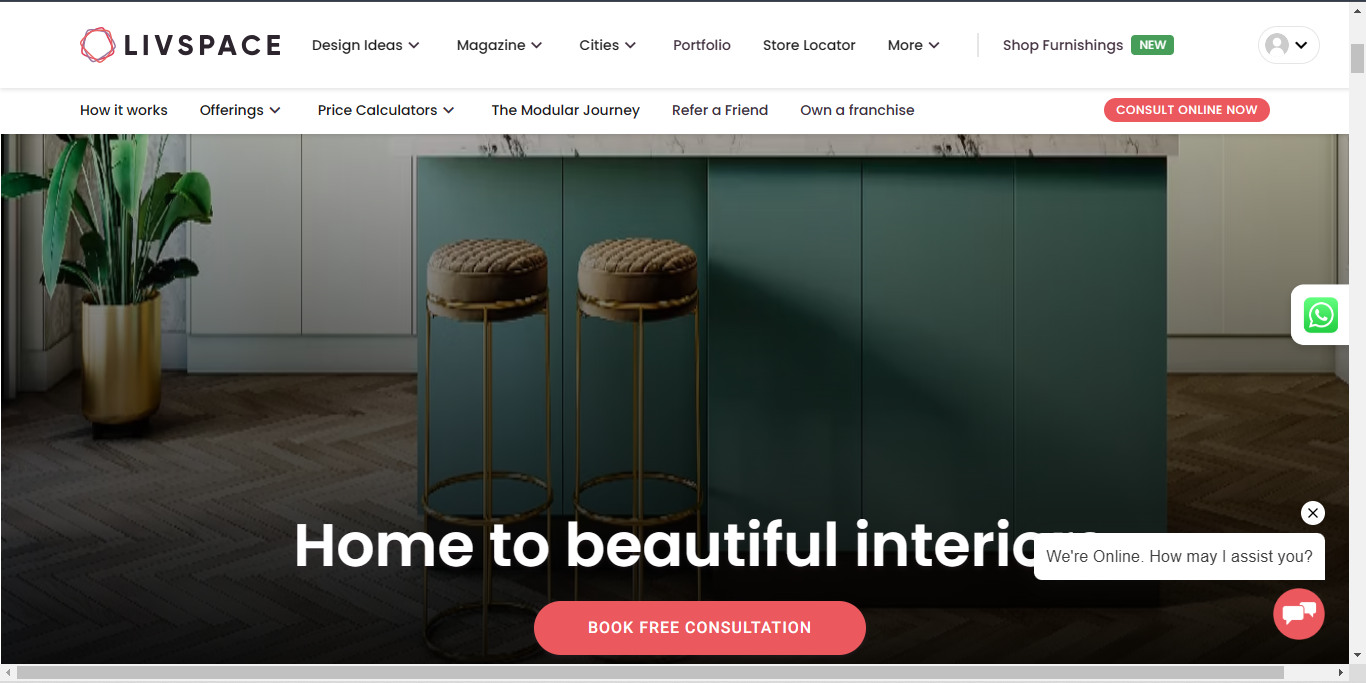 LIVSPACE Design Ideas Magazine Cities Portfolio Store Locator More Shop Furnishings NEW
How it works Offerings Price Calculators The Modular Journey Refer a Friend Own a franchise CONSULT ONLINE NOW
Home to beautiful interiors
We're Online. How may I assist you?
BOOK FREE CONSULTATION